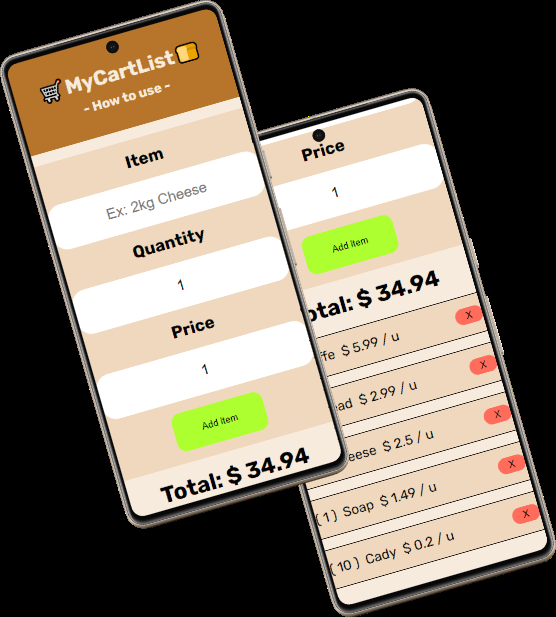 MyCartList
- How to use -
Item
Ex: 2kg Cheese
Quantity
1
Price
1
Add item
Total: $ 34.94
Price
1
Add item
otal: $ 34.94
ffe $ 5.99 / u
X
ead $ 2.99 / u
X
eese $ 2.5 / u
X
( 1 ) Soap $ 1.49 / u
X
( 10 ) Cady $ 0.2 / u
X